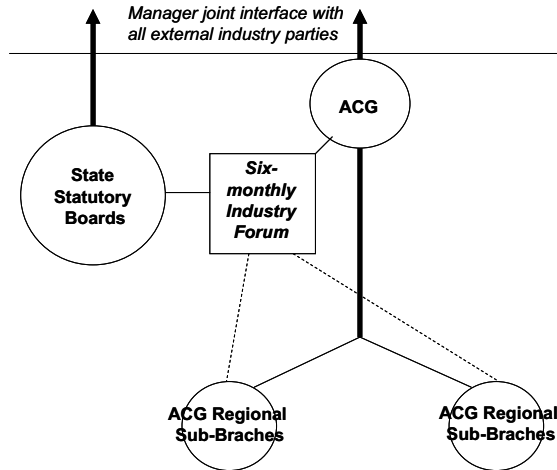 Manager joint interface with
all external industry parties
ACG
State
Statutory
Boards
Six-
monthly
Industry
Forum
ACG Regional
Sub-Braches
ACG Regional
Sub-Braches